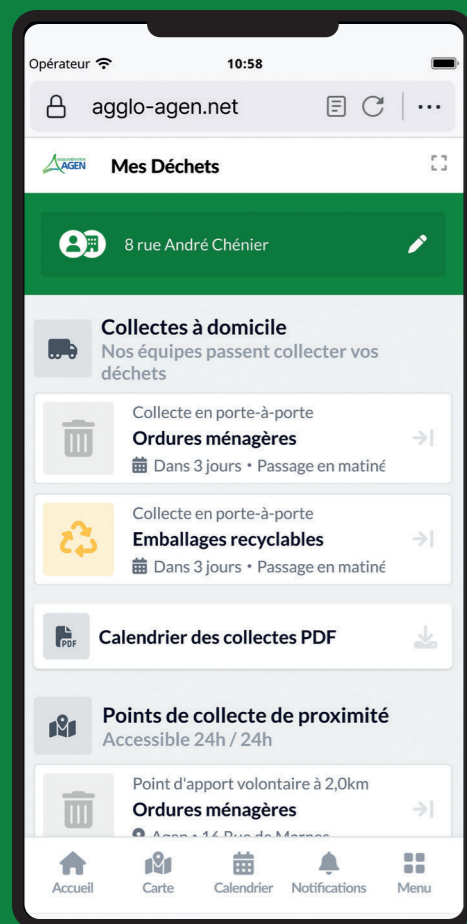 Opérateur 10:58
agglo-agen.net
AGEN Mes Déchets
8 rue André Chénier
Collectes à domicile
Nos équipes passent collecter vos
déchets
Collecte en porte-à-porte
Ordures ménagères
Dans 3 jours • Passage en matiné
Collecte en porte-à-porte
Emballages recyclables
Dans 3 jours • Passage en matiné
PDF Calendrier des collectes PDF
Points de collecte de proximité
Accessible 24h / 24h
Point d'apport volontaire à 2,0km
Ordures ménagères
Agen • 16 Rue de
Accueil Carte Calendrier Notifications Menu